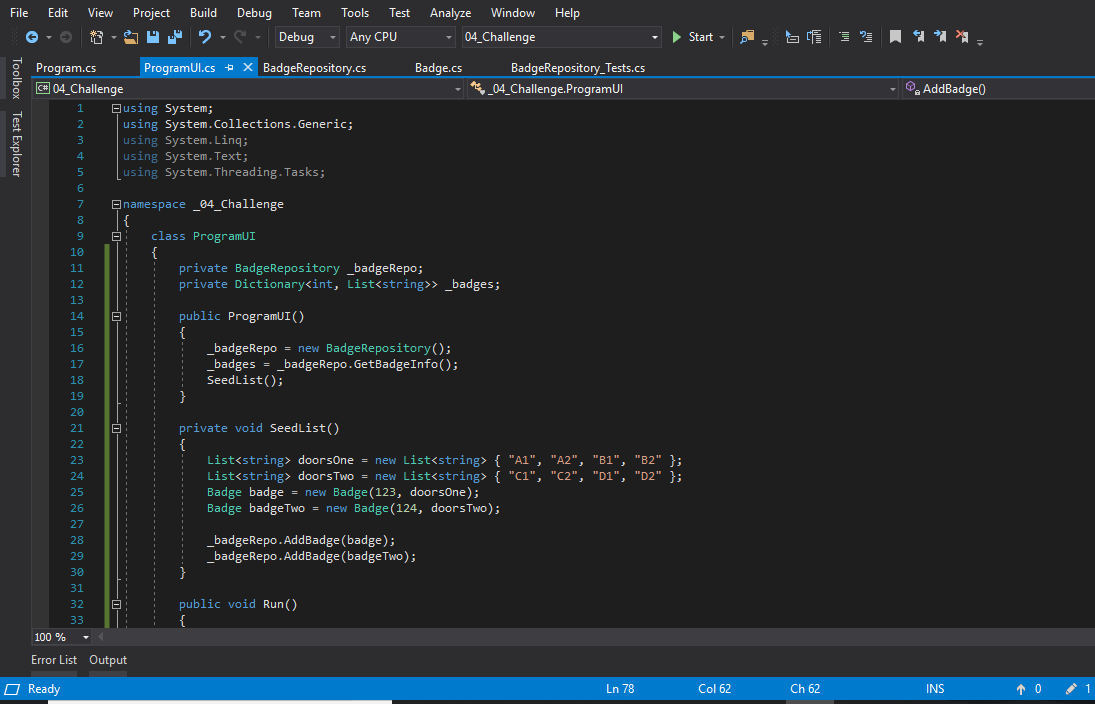 File Edit View Project Build Debug Team Tools Test Analyze Window Help
Debug Any CPU 04_Challenge Start
Program.cs ProgramUI.cs BadgeRepository.cs Badge.cs BadgeRepository_Tests.cs
C# 04_Challenge _04_Challenge.ProgramUI AddBadge()
Toolbox
Test Explorer
1 using System;
2 using System.Collections.Generic;
3 using System.Linq;
4 using System.Text;
5 using System.Threading.Tasks;
6
7 namespace _04_Challenge
8 {
9 class ProgramUI
10 {
11 private BadgeRepository _badgeRepo;
12 private Dictionary<int, List<string>> _badges;
13
14 public ProgramUI()
15 {
16 _badgeRepo = new BadgeRepository();
17 _badges = _badgeRepo.GetBadgeInfo();
18 SeedList();
19 }
20
21 private void SeedList()
22 {
23 List<string> doorsOne = new List<string> { "A1", "A2", "B1", "B2" };
24 List<string> doorsTwo = new List<string> { "C1", "C2", "D1", "D2" };
25 Badge badge = new Badge(123, doorsOne);
26 Badge badgeTwo = new Badge(124, doorsTwo);
27
28 _badgeRepo.AddBadge(badge);
29 _badgeRepo.AddBadge(badgeTwo);
30 }
31
32 public void Run()
33 {
100 %
Error List Output
Ready Ln 78 Col 62 Ch 62 INS 0 1